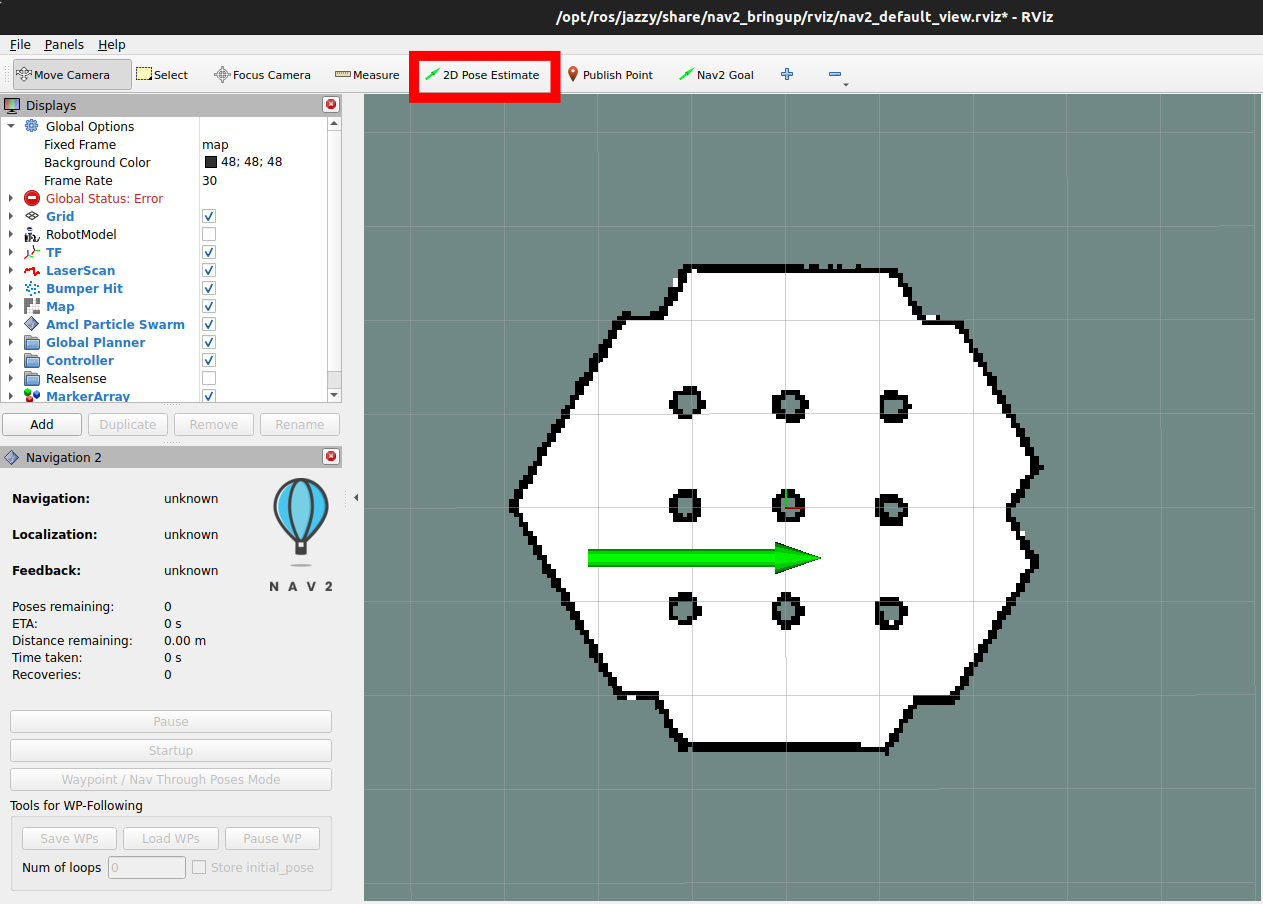 /opt/ros/jazzy/share/nav2_bringup/rviz/nav2_default_view.rviz* - RViz
File Panels Help
Move Camera Select Focus Camera Measure 2D Pose Estimate Publish Point Nav2 Goal
Displays
Global Options
Fixed Frame map
Background Color 48; 48; 48
Frame Rate 30
Global Status: Error
Grid
RobotModel
TF
LaserScan
Bumper Hit
Map
Amcl Particle Swarm
Global Planner
Controller
Realsense
MarkerArray
Add Duplicate Remove Rename
Navigation 2
Navigation: unknown
Localization: unknown
Feedback: unknown
NAV2
Poses remaining: 0
ETA: 0 s
Distance remaining: 0.00 m
Time taken: 0 s
Recoveries: 0
Pause
Startup
Waypoint / Nav Through Poses Mode
Tools for WP-Following
Save WPs Load WPs Pause WP
Num of loops 0 Store initial_pose